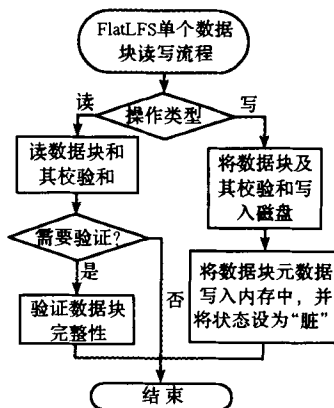 FlatLFS单个数据
块读写流程
读
操作类型
写
读数据块和
其校验和
将数据块及
其校验和写
入磁盘
需要验证?
是
否
将数据块元数据
写入内存中，并
将状态设为“脏”
验证数据块
完整性
结束